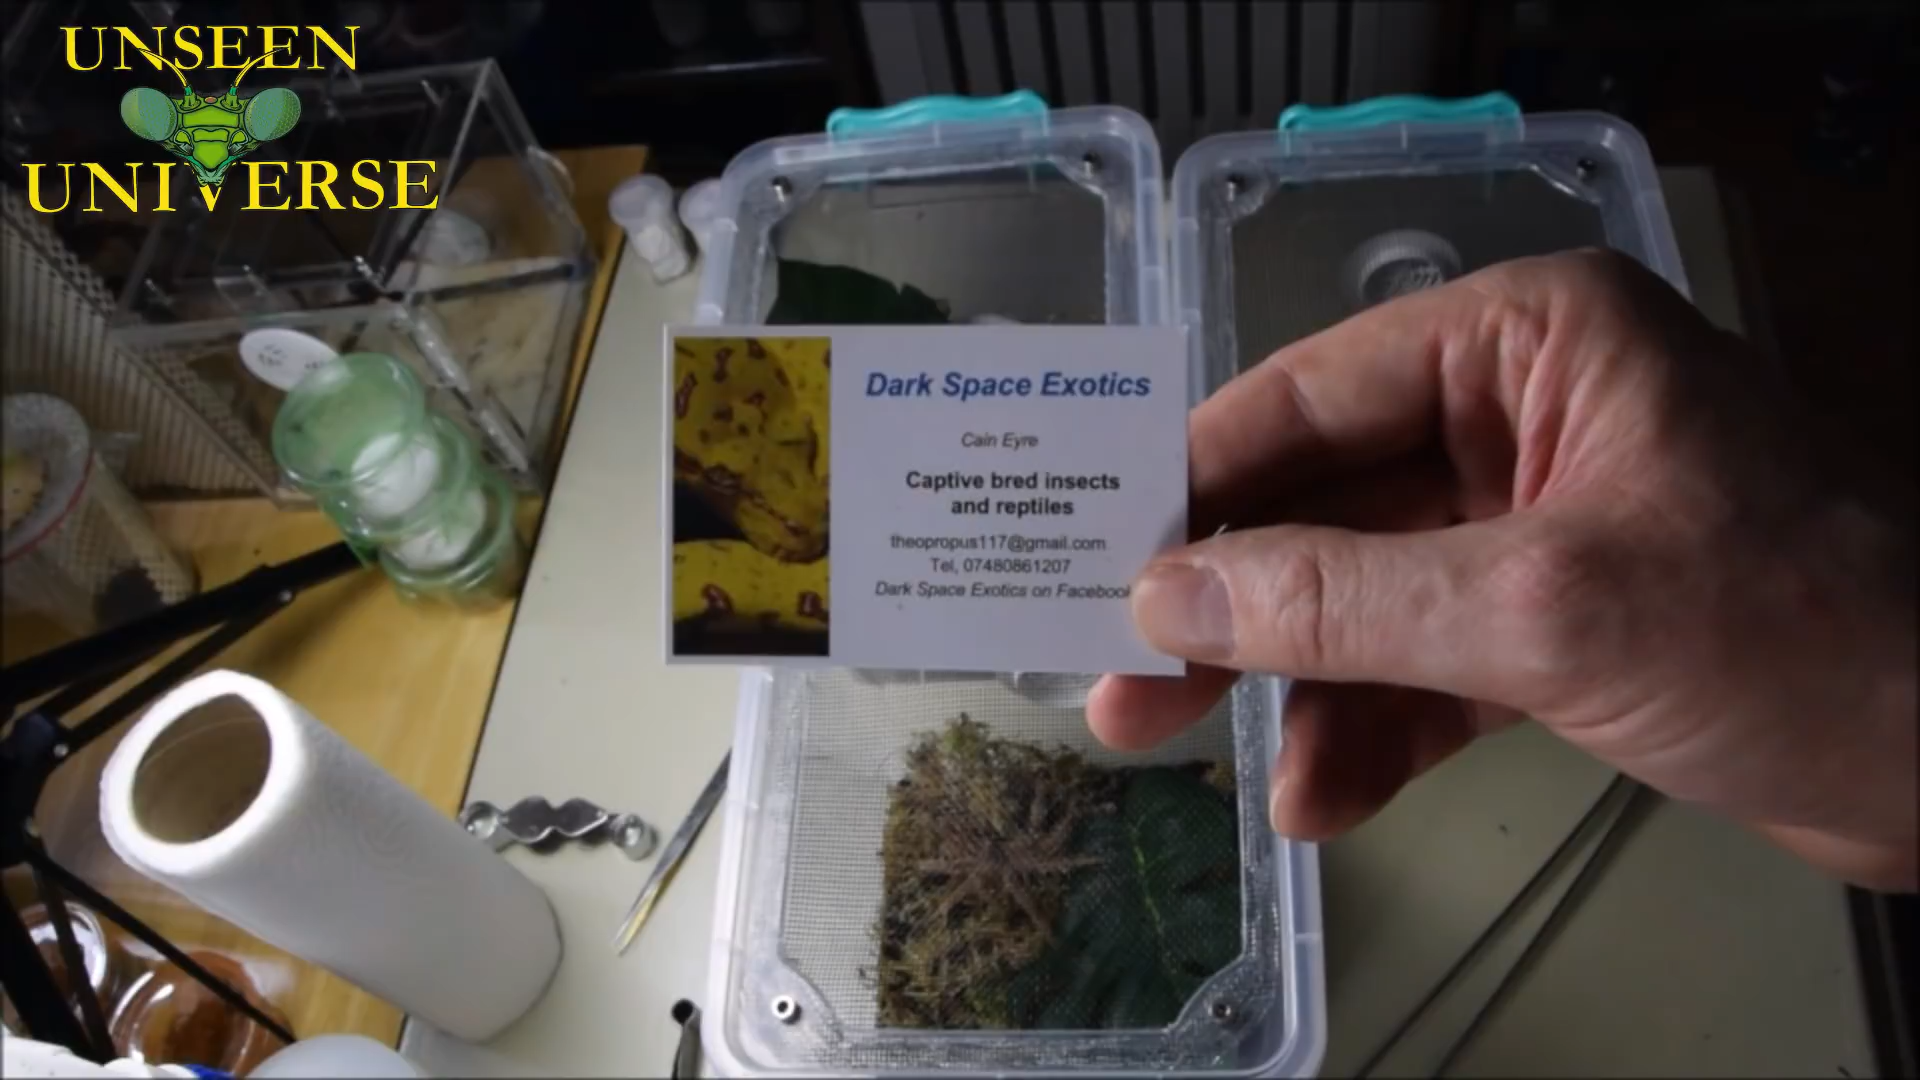 UNSEEN
UNIVERSE
Dark Space Exotics
Cain Eyre
Captive bred insects
and reptiles
theopropus117@gmail.com
Tel, 07480861207
Dark Space Exotics on Facebook